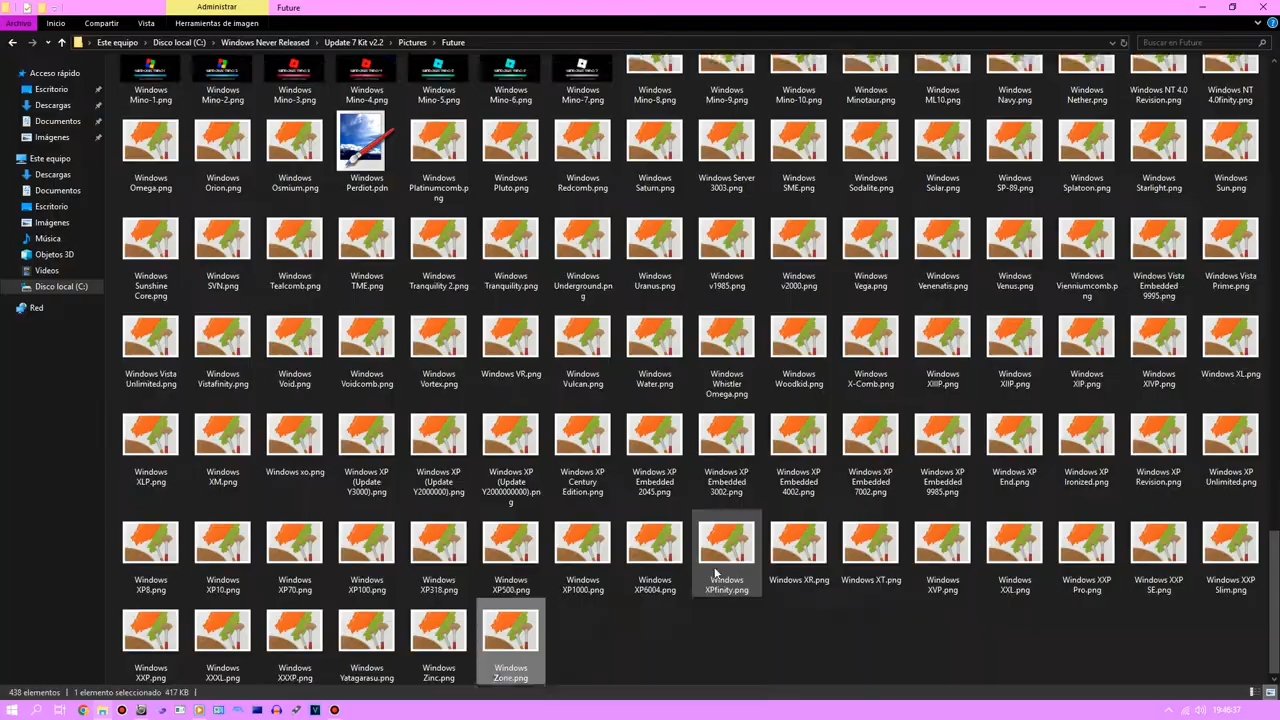 Administrar Future
Archivo Inicio Compartir Vista Herramientas de imagen
Este equipo Disco local (C:) Windows Never Released Update 7 Kit v2.2 Pictures Future Buscar en Future
Acceso rápido
Escritorio
Descargas
Documentos
Imágenes
Este equipo
Descargas
Documentos
Escritorio
Imágenes
Música
Objetos 3D
Videos
Disco local (C:)
Red
Windows Windows Windows Windows Windows Windows Windows Windows Windows Windows Windows Windows Windows Windows Windows NT 4.0 Windows NT
Mino-1.png Mino-2.png Mino-3.png Mino-4.png Mino-5.png Mino-6.png Mino-7.png Mino-8.png Mino-9.png Mino-10.png Minotaur.png ML10.png Navy.png Nether.png Revision.png 4.0finity.png
Windows Windows Windows Windows Windows Windows Windows Windows Windows Server Windows Windows Windows Windows Windows Windows Windows
Omega.png Orion.png Osmium.png Perdiot.pdn Platinumcomb.p Pluto.png Redcomb.png Saturn.png 3003.png SME.png Sodalite.png Solar.png SP-89.png Splatoon.png Starlight.png Sun.png
ng
Windows Windows Windows Windows Windows Windows Windows Windows Windows Windows Windows Windows Windows Windows Windows Vista Windows Vista
Sunshine SVN.png Tealcomb.png TME.png Tranquility 2.png Tranquility.png Underground.pn Uranus.png v1985.png v2000.png Vega.png Venenatis.png Venus.png Vienniumcomb.p Embedded Prime.png
Core.png g ng 9995.png
Windows Vista Windows Windows Windows Windows Windows VR.png Windows Windows Windows Windows Windows Windows Windows Windows Windows Windows XL.png
Unlimited.png Vistafinity.png Void.png Voidcomb.png Vortex.png Vulcan.png Water.png Whistler Woodkid.png X-Comb.png XIIIP.png XIIP.png XIP.png XIVP.png
Omega.png
Windows Windows Windows xo.png Windows XP Windows XP Windows XP Windows XP Windows XP Windows XP Windows XP Windows XP Windows XP Windows XP Windows XP Windows XP Windows XP
XLP.png XM.png (Update (Update (Update Century Embedded Embedded Embedded Embedded Embedded End.png Ironized.png Revision.png Unlimited.png
Y3000).png Y2000000).png Y2000000000).pn Edition.png 2045.png 3002.png 4002.png 7002.png 9985.png
g
Windows Windows Windows Windows Windows Windows Windows Windows Windows Windows XR.png Windows XT.png Windows Windows Windows XXP Windows XXP Windows XXP
XP8.png XP10.png XP70.png XP100.png XP318.png XP500.png XP1000.png XP6004.png XPfinity.png XVP.png XXL.png Pro.png SE.png Slim.png
Windows Windows Windows Windows Windows Windows
XXP.png XXXL.png XXXP.png Yatagarasu.png Zinc.png Zone.png
438 elementos 1 elemento seleccionado 417 KB
19:46:37